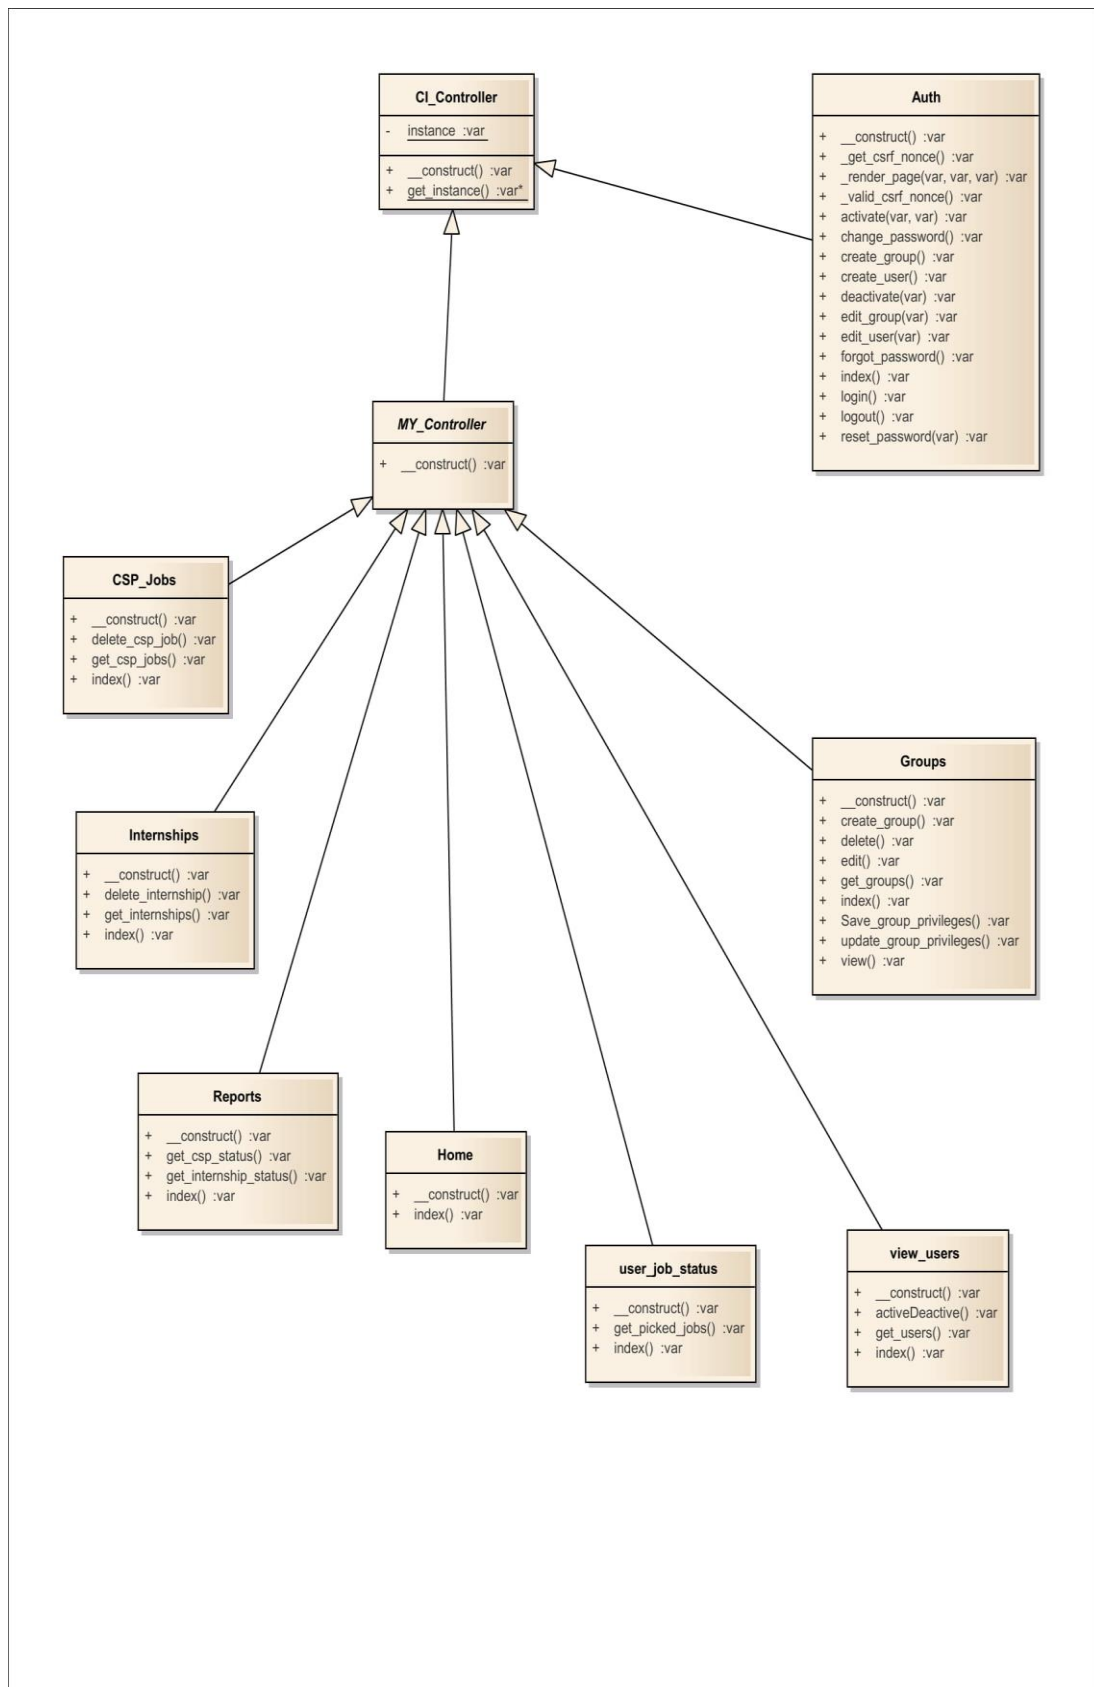 CI_Controller
- instance :var
+ __construct() :var
+ get_instance() :var*
Auth
+ __construct() :var
+ _get_csrf_nonce() :var
+ _render_page(var, var, var) :var
+ _valid_csrf_nonce() :var
+ activate(var, var) :var
+ change_password() :var
+ create_group() :var
+ create_user() :var
+ deactivate(var) :var
+ edit_group(var) :var
+ edit_user(var) :var
+ forgot_password() :var
+ index() :var
+ login() :var
+ logout() :var
+ reset_password(var) :var
MY_Controller
+ __construct() :var
CSP_Jobs
+ __construct() :var
+ delete_csp_job() :var
+ get_csp_jobs() :var
+ index() :var
Groups
+ __construct() :var
+ create_group() :var
+ delete() :var
+ edit() :var
+ get_groups() :var
+ index() :var
+ Save_group_privileges() :var
+ update_group_privileges() :var
+ view() :var
Internships
+ __construct() :var
+ delete_internship() :var
+ get_internships() :var
+ index() :var
Reports
+ __construct() :var
+ get_csp_status() :var
+ get_internship_status() :var
+ index() :var
Home
+ __construct() :var
+ index() :var
user_job_status
+ __construct() :var
+ get_picked_jobs() :var
+ index() :var
view_users
+ __construct() :var
+ activeDeactive() :var
+ get_users() :var
+ index() :var